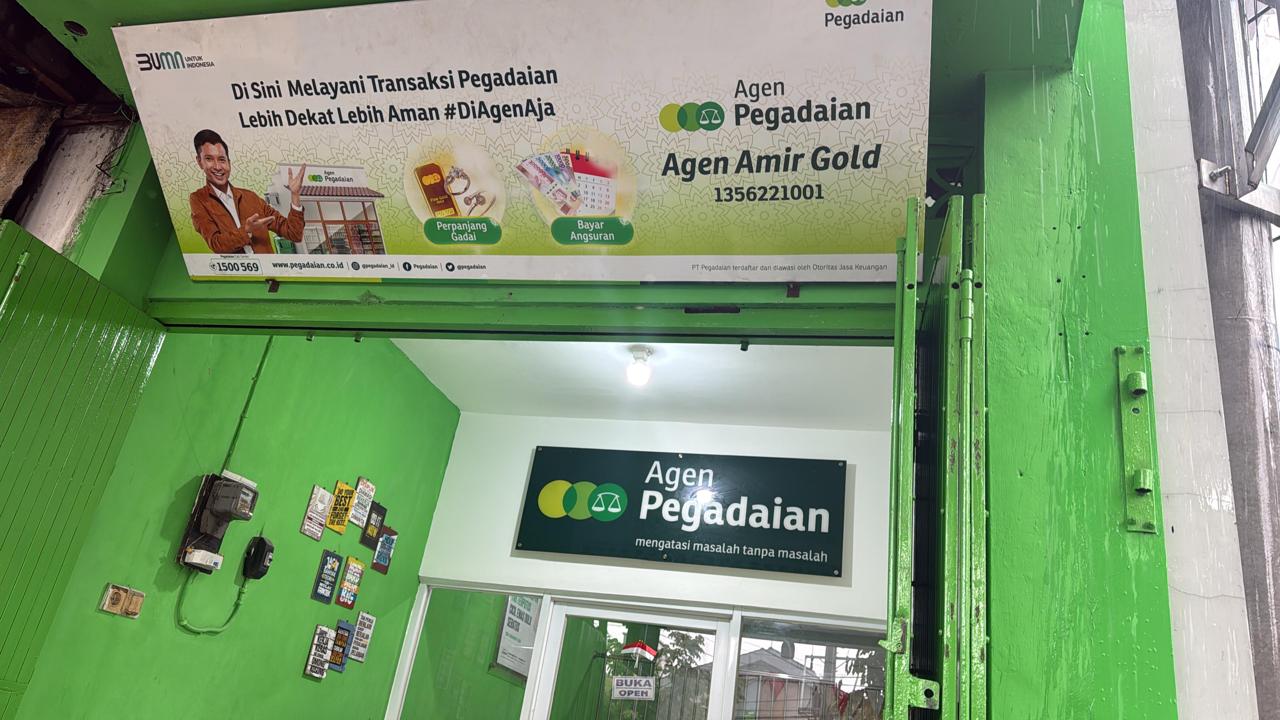 BUMN UNTUK
INDONESIA
Pegadaian
Di Sini Melayani Transaksi Pegadaian
Lebih Dekat Lebih Aman #DiAgenAja
Agen
Pegadaian
Agen Amir Gold
1356221001
Agen
Pegadaian
Perpanjang
Gadai
Bayar
Angsuran
1500 569
www.pegadaian.co.id
@pegadaian_id
Pegadaian
@pegadaian
PT Pegadaian terdaftar dan diawasi oleh Otoritas Jasa Keuangan
Agen
Pegadaian
mengatasi masalah tanpa masalah
BUKA
OPEN